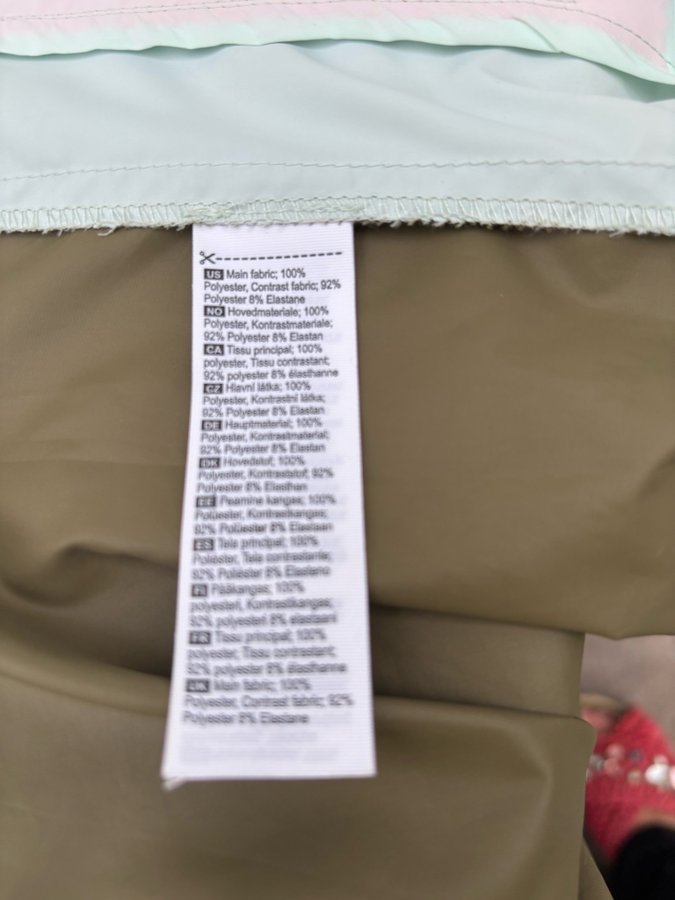 US Main fabric; 100%
Polyester, Contrast fabric; 92%
Polyester 8% Elastane
NO Hovedmateriale; 100%
Polyester, Kontrastmateriale;
92% Polyester 8% Elastan
CA Tissu principal; 100%
polyester, Tissu contrastant;
92% polyester 8% élasthanne
CZ Hlavní látka; 100%
Polyester, Kontrastní látka;
92% Polyester 8% Elastan
DE Hauptmaterial; 100%
Polyester, Kontrastmaterial;
92% Polyester 8% Elastan
DK Hovedstof; 100%
Polyester, Kontraststof; 92%
Polyester 8% Elasthan
EE Peamine kangas; 100%
Polüester, Kontrastkangas;
92% Polüester 8% Elastaan
ES Tela principal; 100%
Poliéster, Tela contrastante;
92% Poliéster 8% Elastano
FI Pääkangas; 100%
polyesteri, Kontrastikangas;
92% polyesteri 8% elastaani
FR Tissu principal; 100%
polyester, Tissu contrastant;
92% polyester 8% élasthanne
UK Main fabric; 100%
Polyester, Contrast fabric; 92%
Polyester 8% Elastane